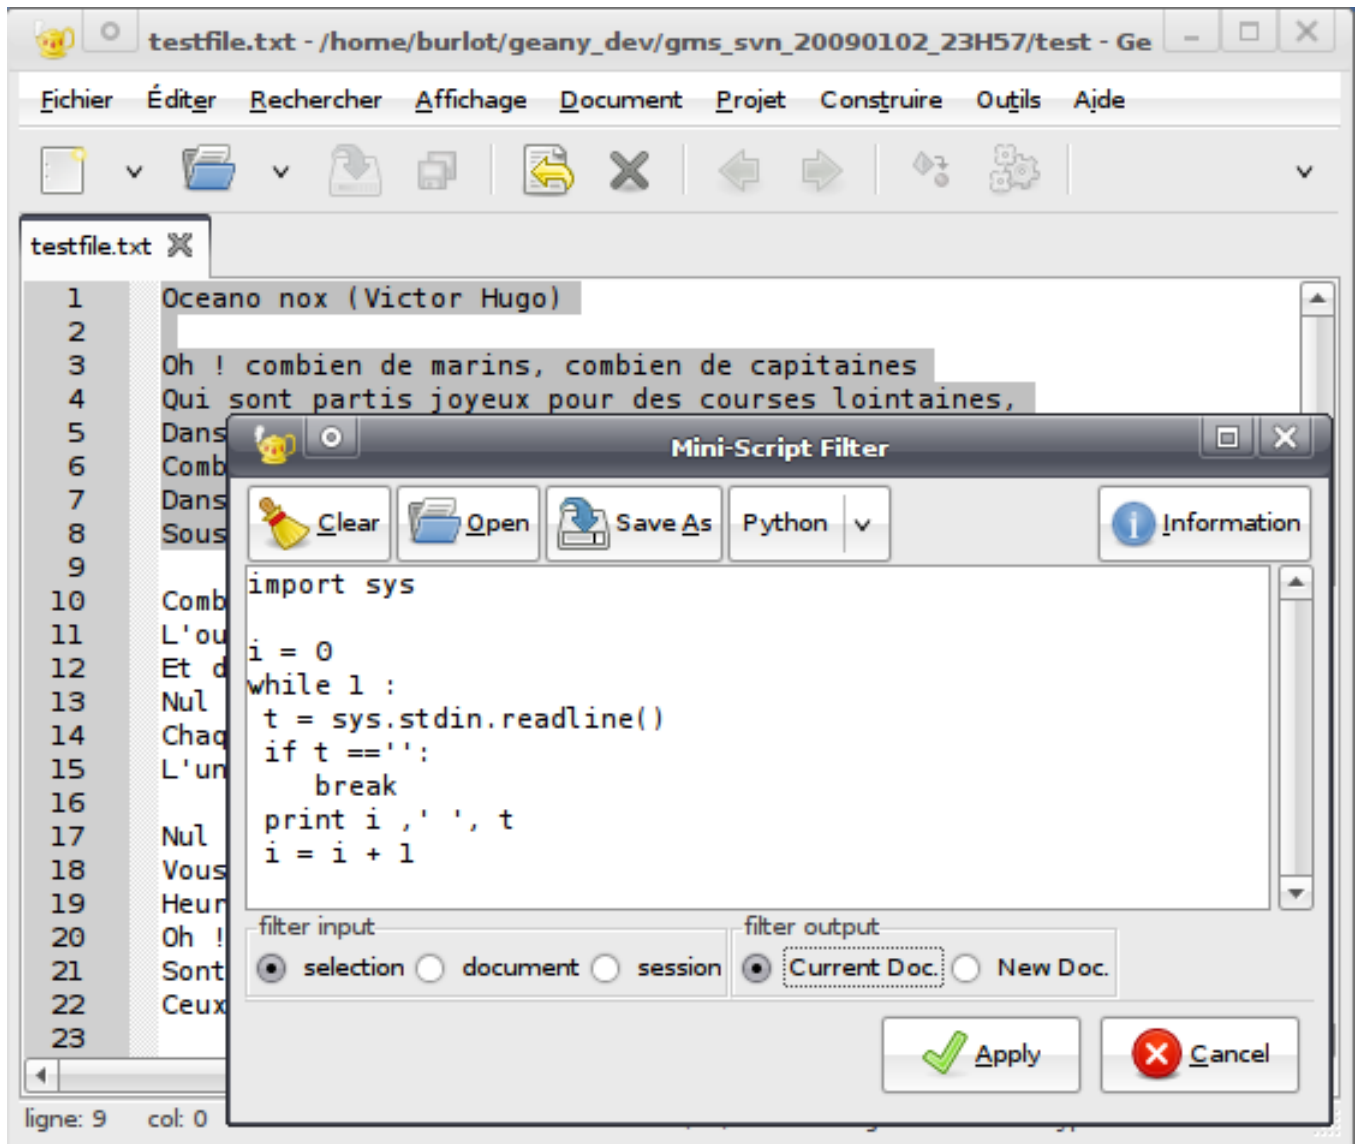 testfile.txt - /home/burlot/geany_dev/gms_svn_20090102_23H57/test - Ge
Fichier Éditer Rechercher Affichage Document Projet Construire Outils Aide
testfile.txt
1 Oceano nox (Victor Hugo)
2
3 Oh ! combien de marins, combien de capitaines
4 Qui sont partis joyeux pour des courses lointaines,
5 Dans
6 Comb
7 Dans
8 Sous
9
10 Comb
11 L'ou
12 Et d
13 Nul
14 Chaq
15 L'un
16
17 Nul
18 Vous
19 Heur
20 Oh !
21 Sont
22 Ceux
23
ligne: 9 col: 0
Mini-Script Filter
Clear Open Save As Python Information
import sys
i = 0
while 1 :
t = sys.stdin.readline()
if t =='':
break
print i ,' ', t
i = i + 1
filter input filter output
selection document session Current Doc. New Doc.
Apply Cancel